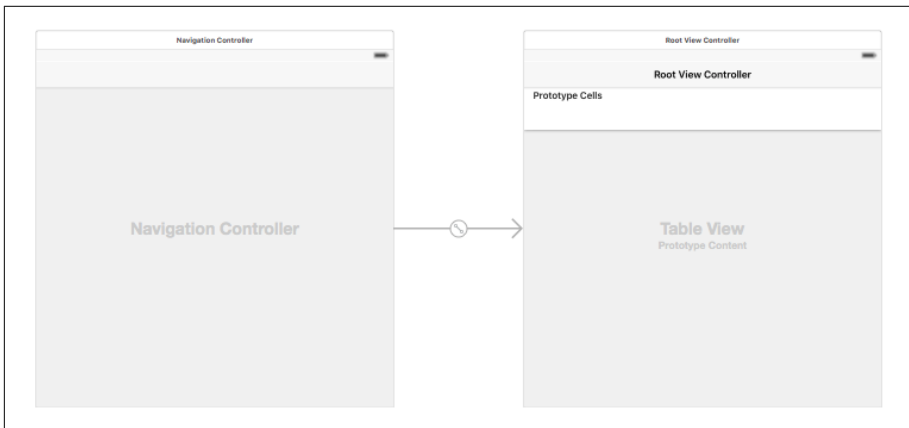 Navigation Controller
Navigation Controller
Root View Controller
Root View Controller
Prototype Cells
Table View
Prototype Content